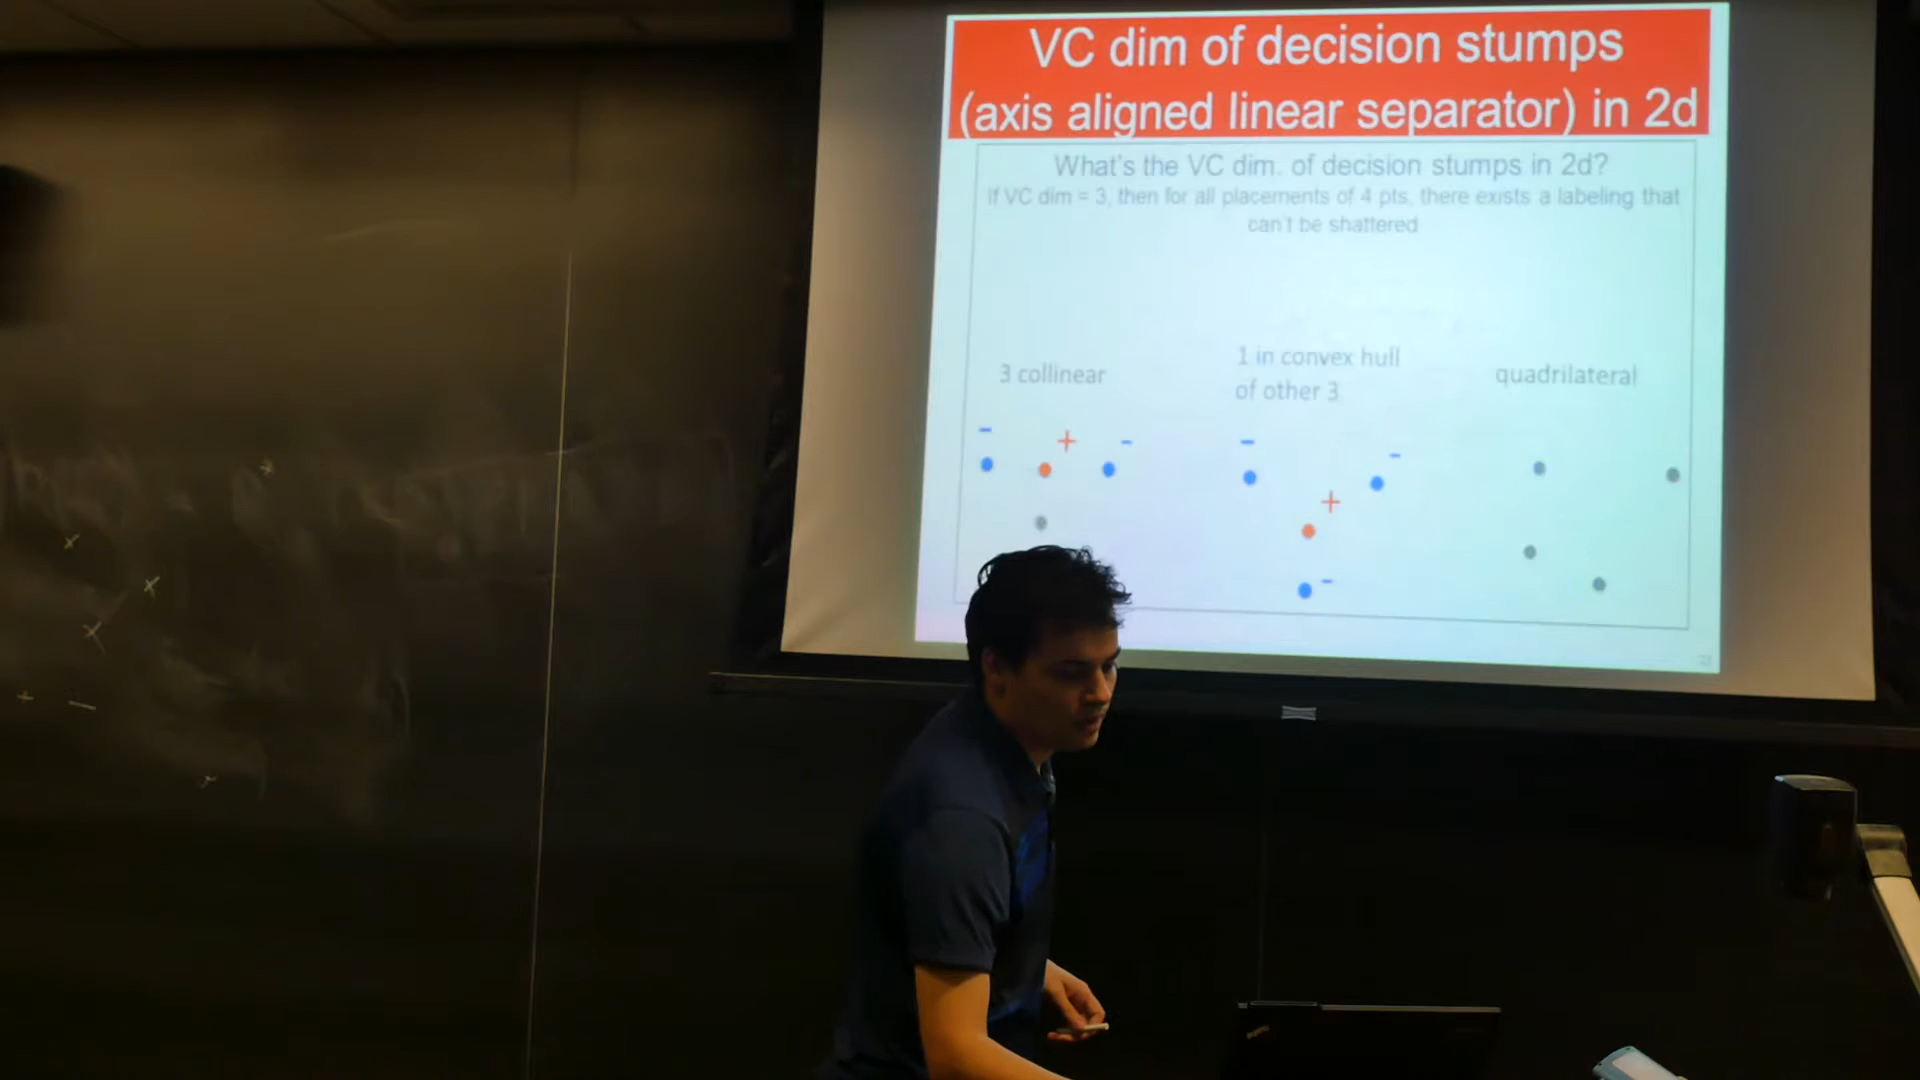 VC dim of decision stumps
(axis aligned linear separator) in 2d
What's the VC dim. of decision stumps in 2d?
If VC dim = 3, then for all placements of 4 pts, there exists a labeling that
can't be shattered
3 collinear
1 in convex hull
of other 3
quadrilateral
- + -
- -
+
-